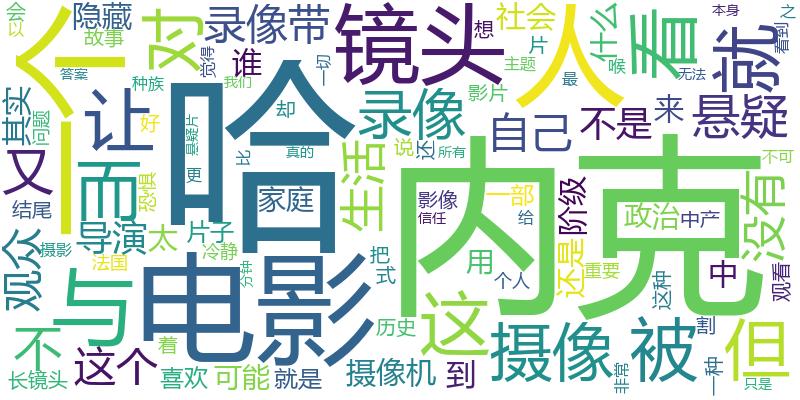 会
以
隐藏
故事
答案
个
对
种族
好
录像带
觉得
谁
悬疑片
镜头
却
一切
我们
想
社会
片
主题
最
喉
人
什么
看
无法
就
本身
看到
之
其实
问题
又
结尾
让
而
恐惧
更
哈
比
真的
家庭
生活
录像
影片
说
还
所有
自己
不是
来
悬疑
不可
观众
摄影
导演
片子
太
冷静
法国
分钟
与
内克
影像
信任
一部
给
阶级
政治
中产
没有
不
长镜头
这个
着
喜欢
可能
就是
电影
把
式
历史
摄像机
这
用
到
个人
摄像
还是
重要
非常
这种
被
割
中
一种
观看
但
只是